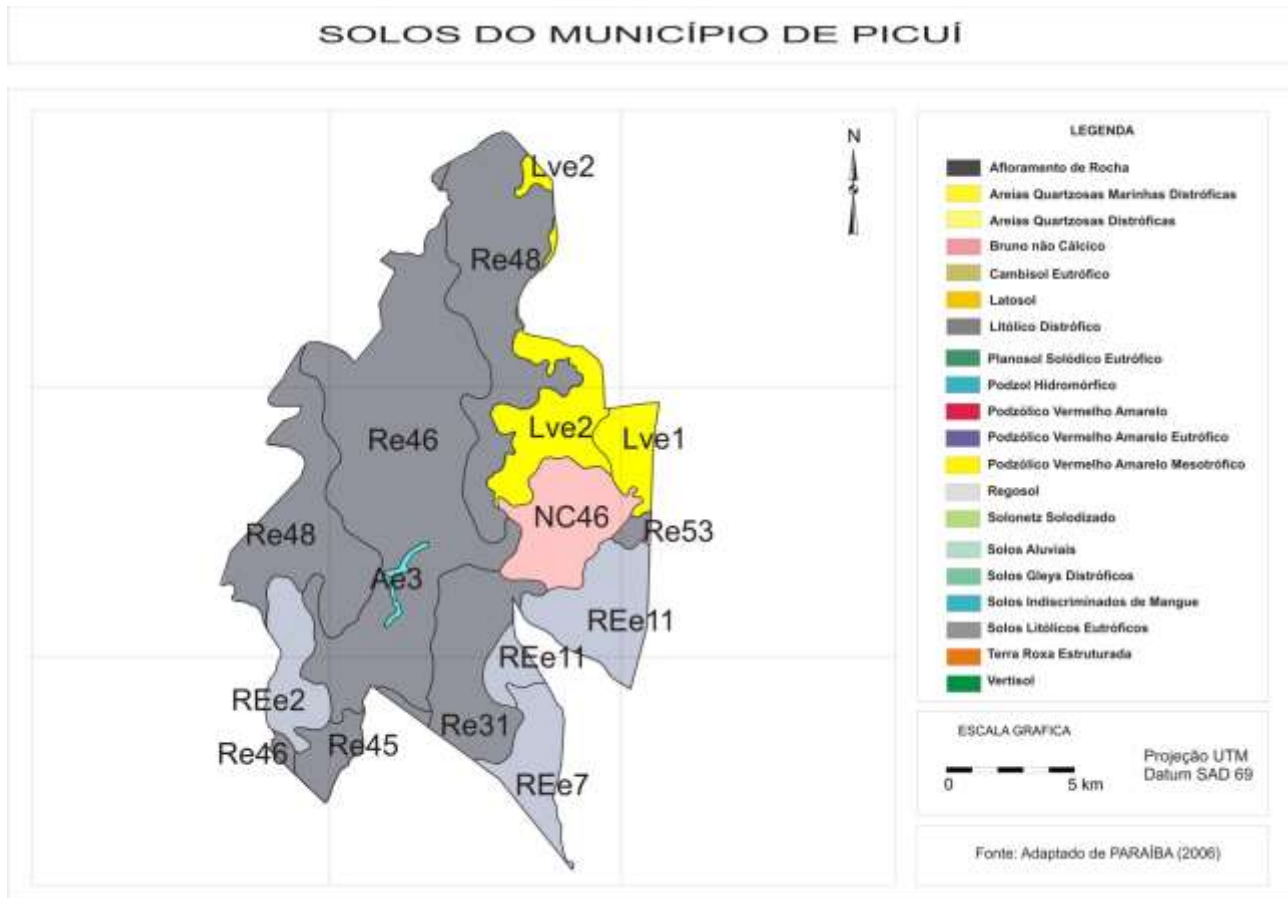 SOLOS DO MUNICÍPIO DE PICUÍ
N
Lve2
Re48
Lve2
Lve1
Re46
NC46
Re53
Re48
Ae3
REe11
REe11
REe2
Re46
Re45
Re31
REe7
LEGENDA
Afloramento de Rocha
Areias Quartzosas Marinhas Distróficas
Areias Quartzosas Distróficas
Bruno não Cálcico
Cambisol Eutrófico
Latosol
Litólico Distrófico
Planosol Solódico Eutrófico
Podzol Hidromórfico
Podzólico Vermelho Amarelo
Podzólico Vermelho Amarelo Eutrófico
Podzólico Vermelho Amarelo Mesotrófico
Regosol
Solonetz Solodizado
Solos Aluviais
Solos Gleys Distróficos
Solos Indiscriminados de Mangue
Solos Litólicos Eutróficos
Terra Roxa Estruturada
Vertisol
ESCALA GRAFICA
0 5 km
Projeção UTM
Datum SAD 69
Fonte: Adaptado de PARAÍBA (2006)